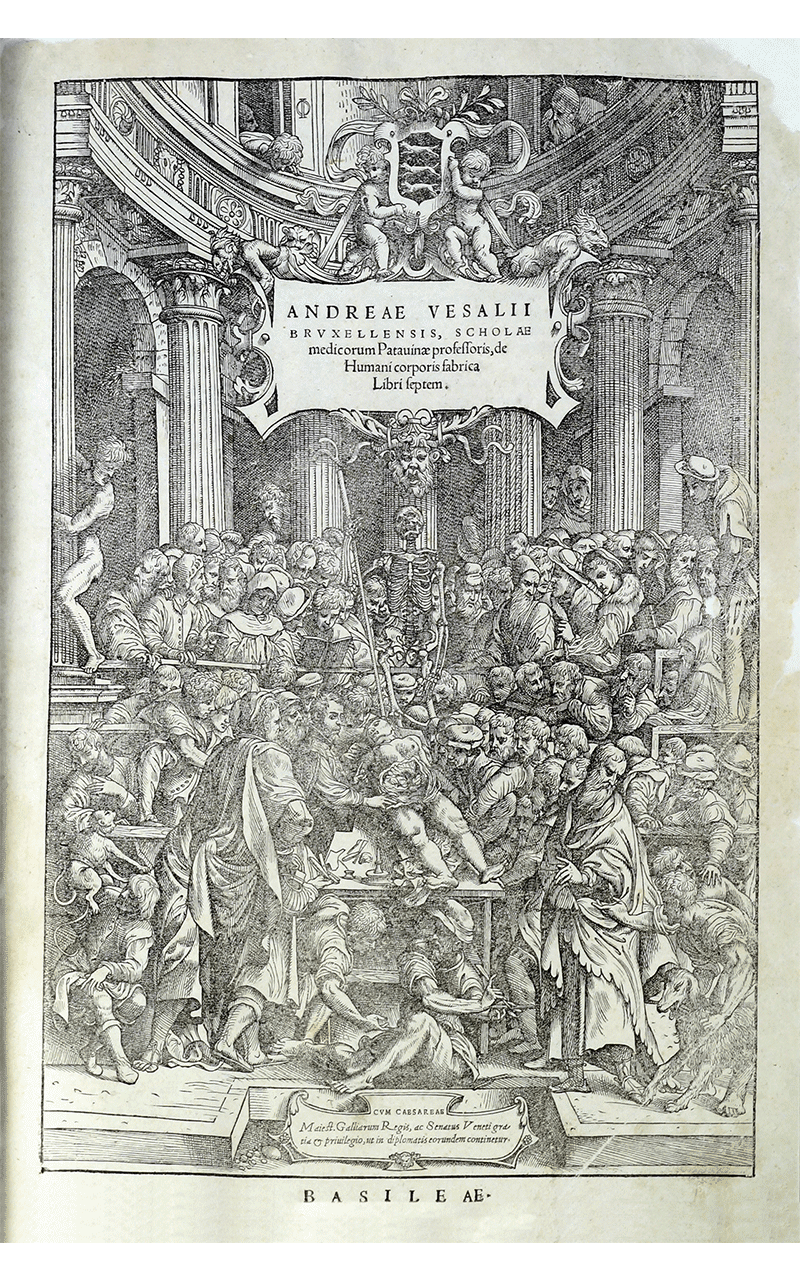 ANDREAE VESALII
BRVXELLENSIS, SCHOLAE
medicorum Patauinæ profeſſoris, de
Humani corporis fabrica
Libri ſeptem.
CVM CAESAREAE
Maieſt. Galliarum Regis, ac Senatus Veneti gra-
tia & priuilegio, ut in diplomatis eorundem continetur.
BASILEAE.